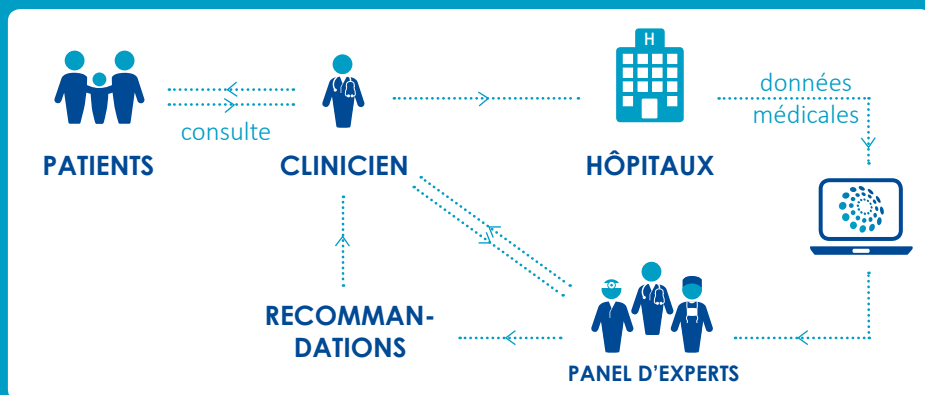 H
données
médicales
consulte
PATIENTS
CLINICIEN
HÔPITAUX
RECOMMAN-
DATIONS
PANEL D'EXPERTS